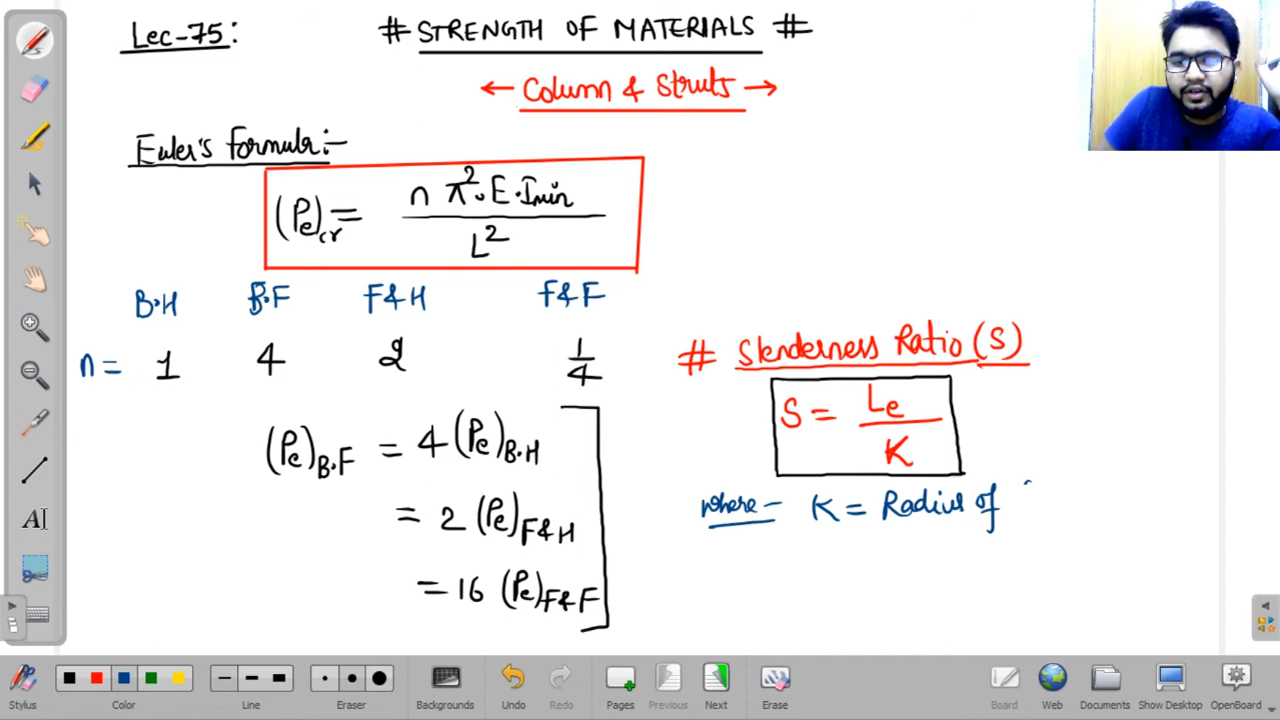 Lec-75:
# STRENGTH OF MATERIALS #
← Column & Struts →
Euler's Formula:-
(Pe)cr = n π². E. Imin / L²
B.H B.F F&H F&F
n = 1 4 2 1/4
(Pe)B.F = 4 (Pe)B.H
= 2 (Pe)F&H
= 16 (Pe)F&F
# Slenderness Ratio (S)
S = Le / K
where - K = Radius of
Stylus Color Line Eraser Backgrounds Undo Redo Pages Previous Next Erase Board Web Documents Show Desktop OpenBoard